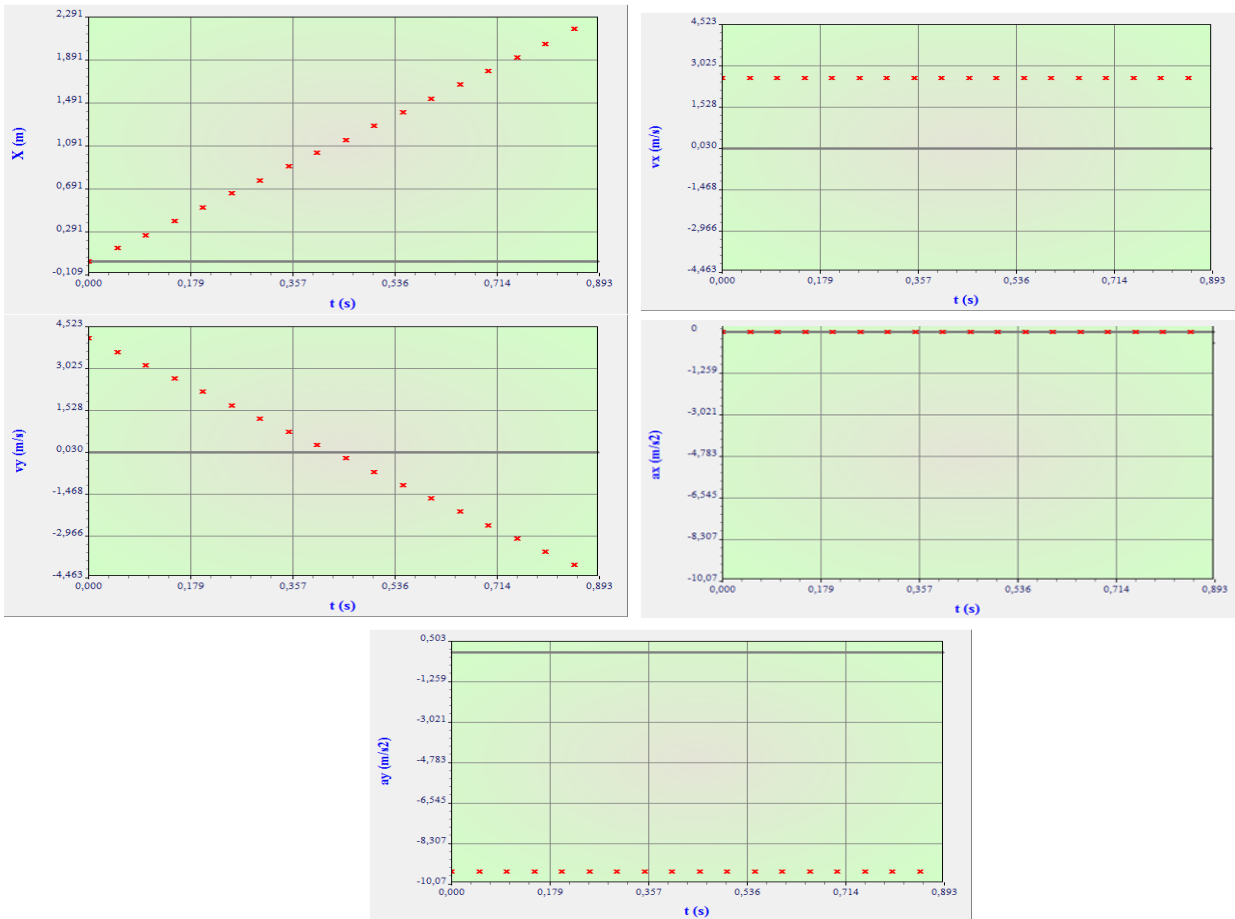 2,291
1,891
1,491
1,091
0,691
0,291
-0,109
X (m)
0,000 0,179 0,357 0,536 0,714 0,893
t (s)
4,523
3,025
1,528
0,030
-1,468
-2,966
-4,463
vx (m/s)
0,000 0,179 0,357 0,536 0,714 0,893
t (s)
4,523
3,025
1,528
0,030
-1,468
-2,966
-4,463
vy (m/s)
0,000 0,179 0,357 0,536 0,714 0,893
t (s)
0
-1,259
-3,021
-4,783
-6,545
-8,307
-10,07
ax (m/s2)
0,000 0,179 0,357 0,536 0,714 0,893
t (s)
0,503
-1,259
-3,021
-4,783
-6,545
-8,307
-10,07
ay (m/s2)
0,000 0,179 0,357 0,536 0,714 0,893
t (s)